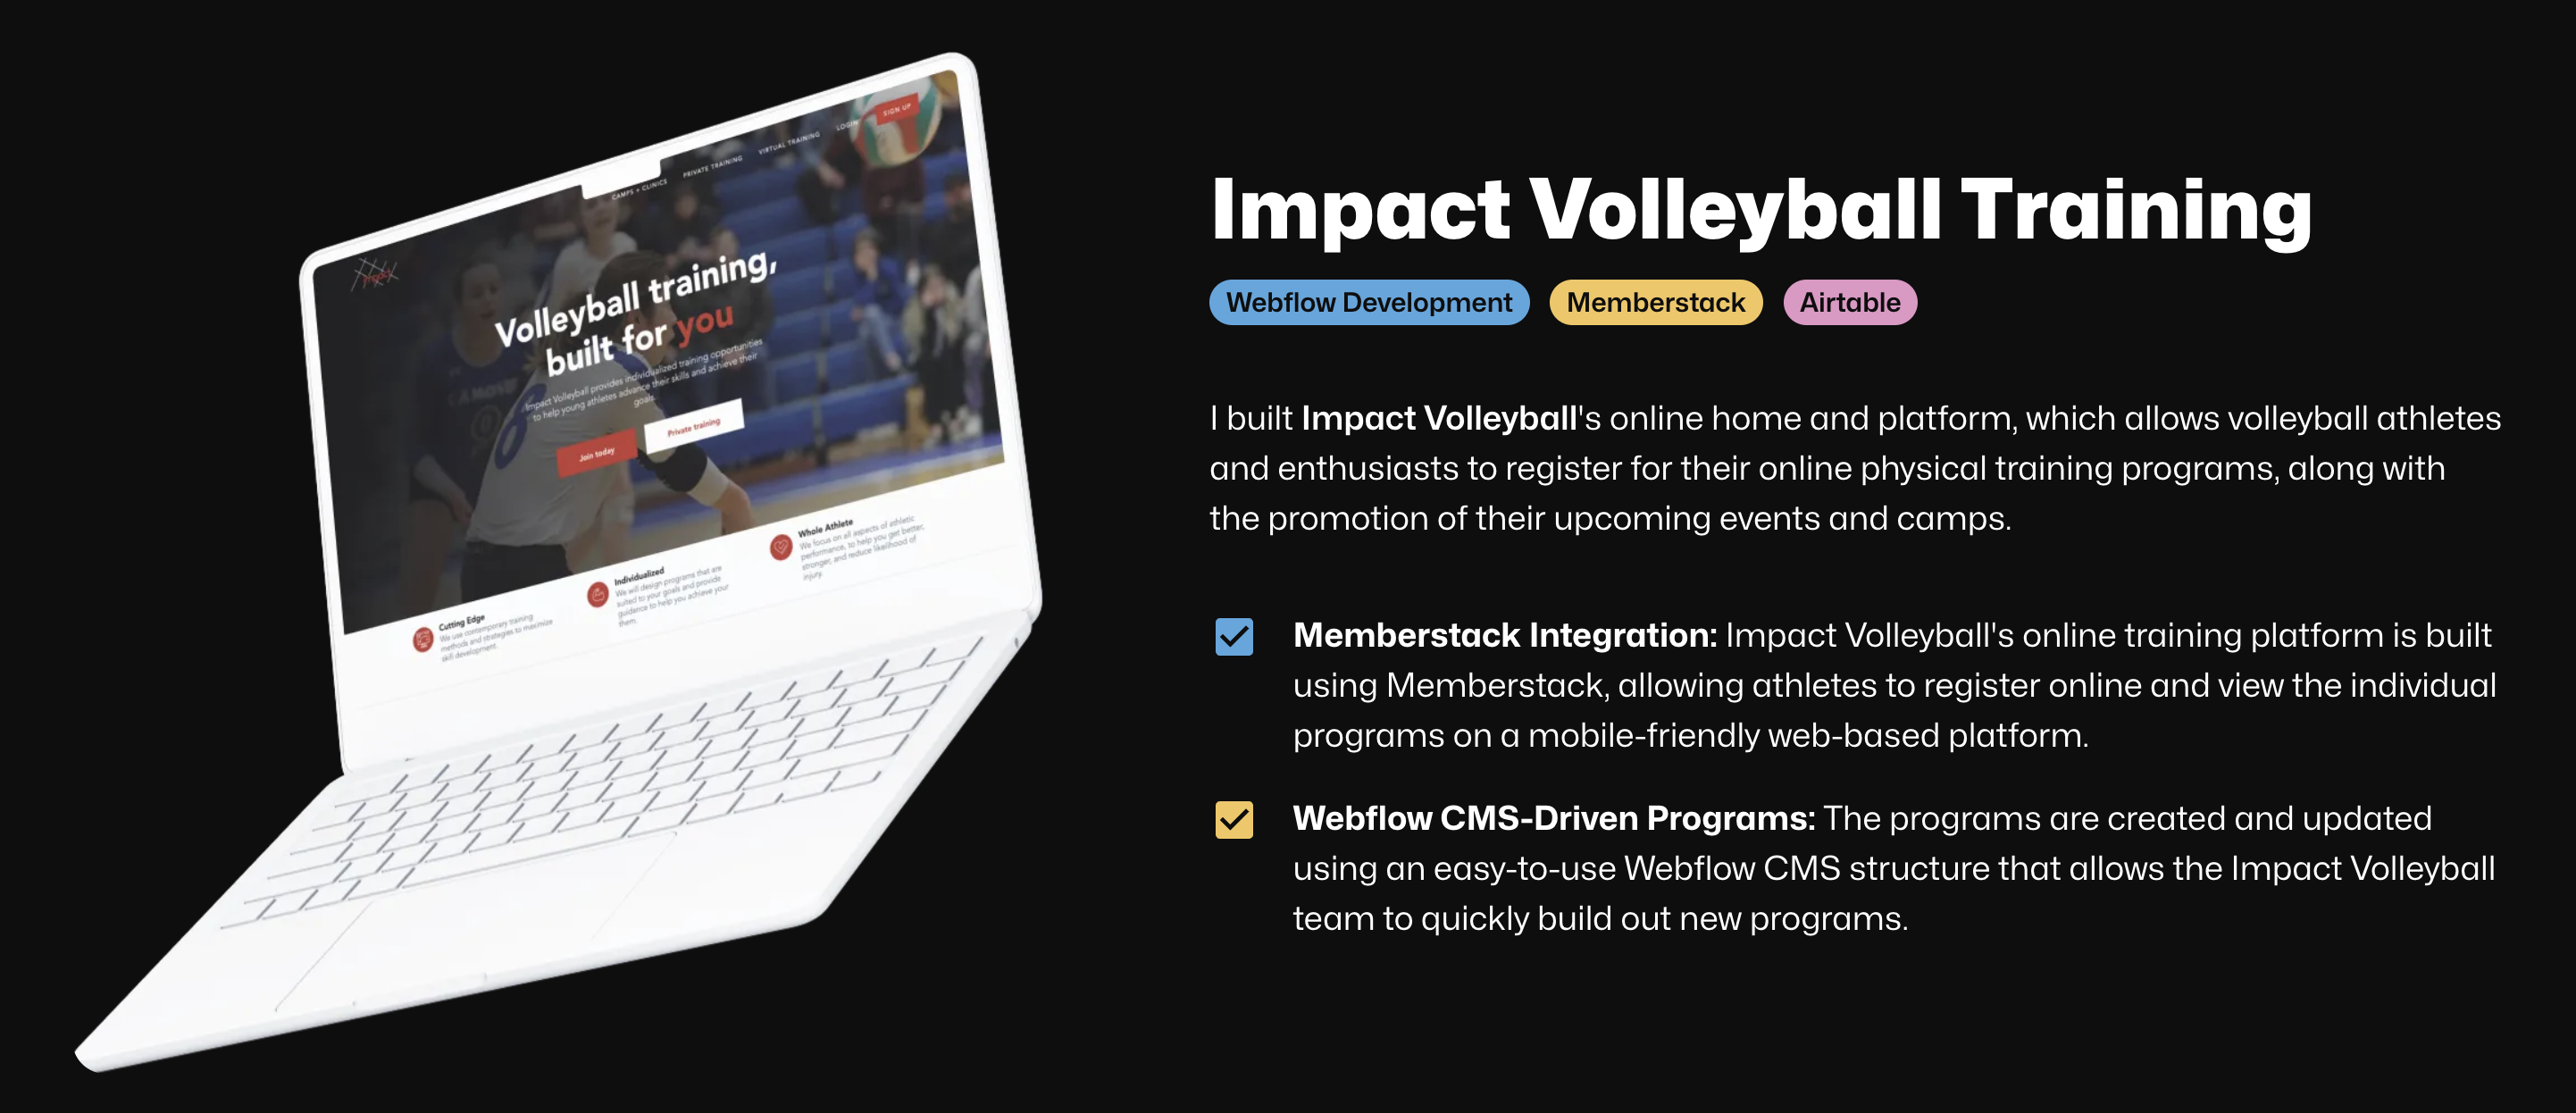 CAMPS + CLINICS PRIVATE TRAINING VIRTUAL TRAINING LOGIN SIGN UP
impact
Volleyball training,
built for you
Impact Volleyball provides individualized training opportunities
to help young athletes advance their skills and achieve their
goals.
Join today
Private training
Cutting Edge
We use contemporary training
methods and strategies to maximize
skill development.
Individualized
We will design programs that are
suited to your goals and provide
guidance to help you achieve your
them.
Whole Athlete
We focus on all aspects of athletic
performance, to help you get better,
stronger, and reduce likelihood of
injury.
Impact Volleyball Training
Webflow Development Memberstack Airtable
I built Impact Volleyball's online home and platform, which allows volleyball athletes
and enthusiasts to register for their online physical training programs, along with
the promotion of their upcoming events and camps.
Memberstack Integration: Impact Volleyball's online training platform is built
using Memberstack, allowing athletes to register online and view the individual
programs on a mobile-friendly web-based platform.
Webflow CMS-Driven Programs: The programs are created and updated
using an easy-to-use Webflow CMS structure that allows the Impact Volleyball
team to quickly build out new programs.